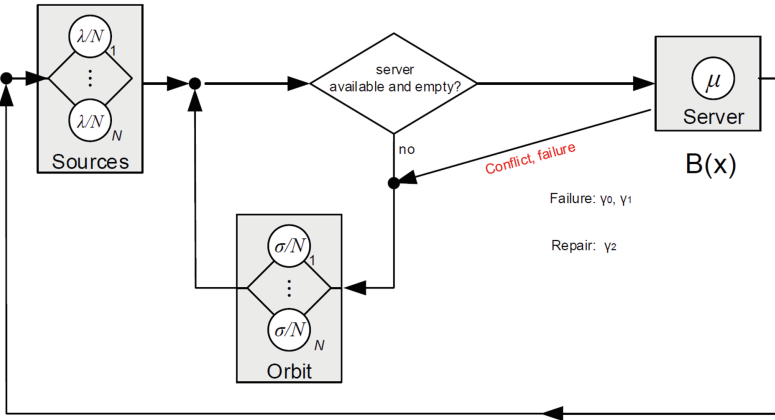 λ/N
1
⋮
λ/N
N
Sources
server
available and empty?
no
μ
Server
Conflict, failure
B(x)
Failure: γ₀, γ₁
Repair: γ₂
σ/N
1
⋮
σ/N
N
Orbit